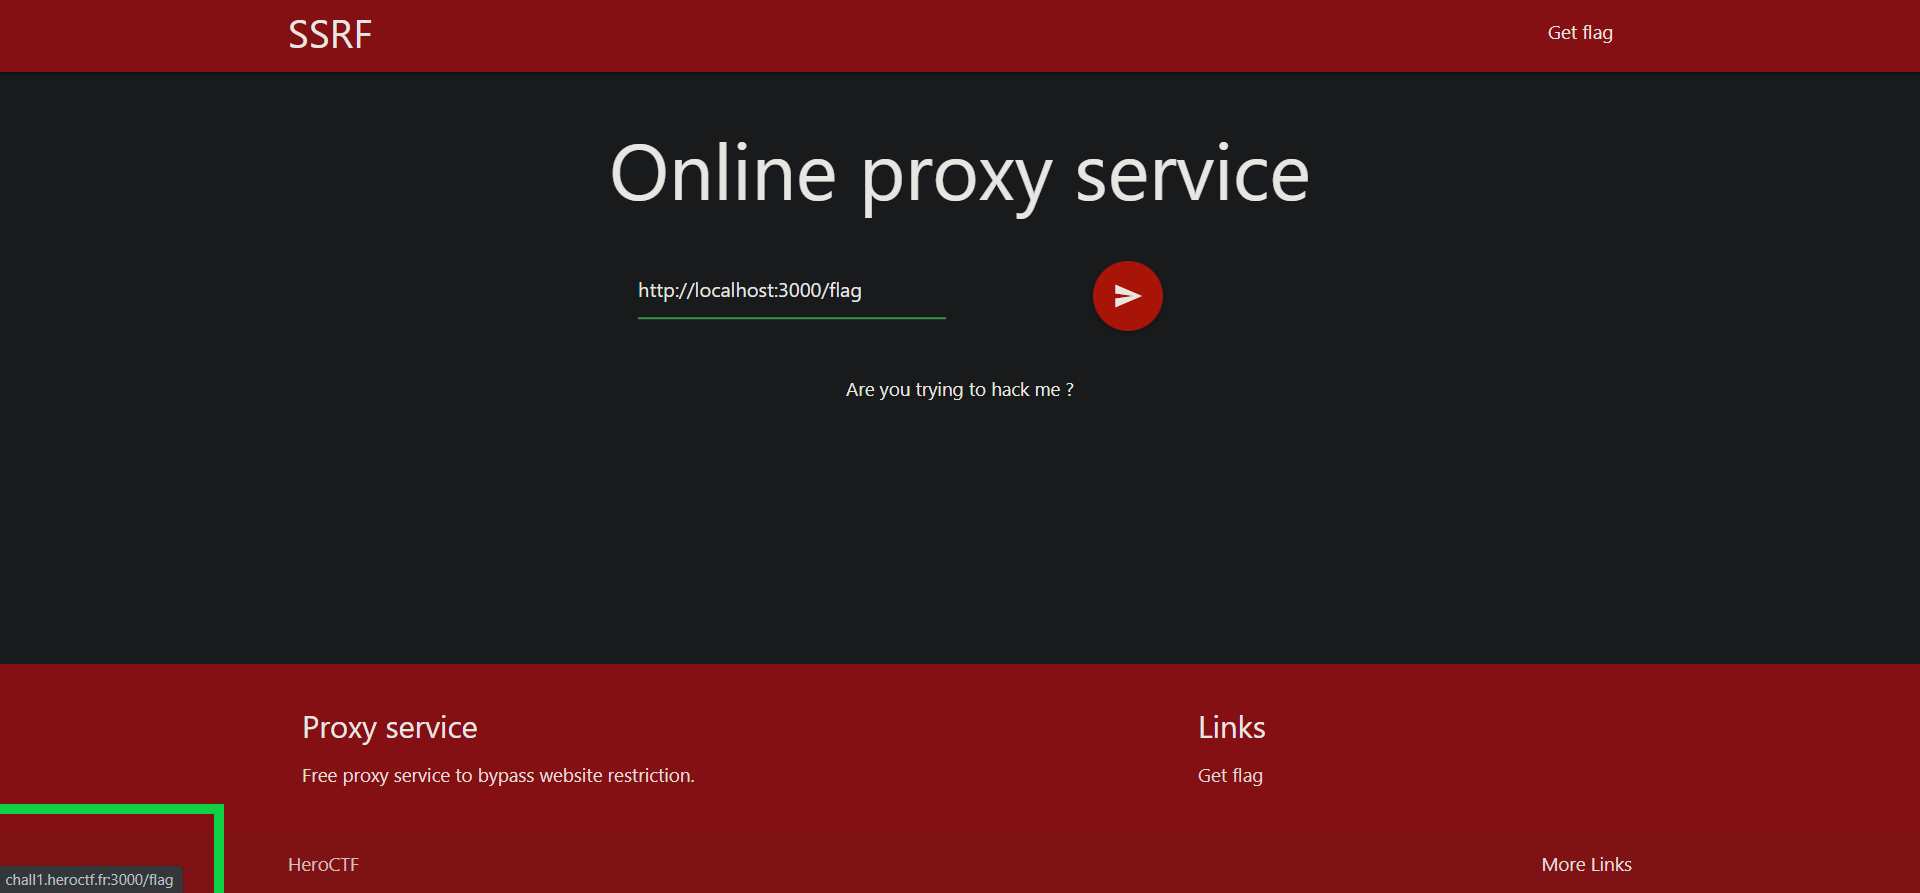 SSRF
Get flag
Online proxy service
http://localhost:3000/flag
Are you trying to hack me ?
Proxy service
Links
Free proxy service to bypass website restriction.
Get flag
HeroCTF
More Links
chall1.heroctf.fr:3000/flag